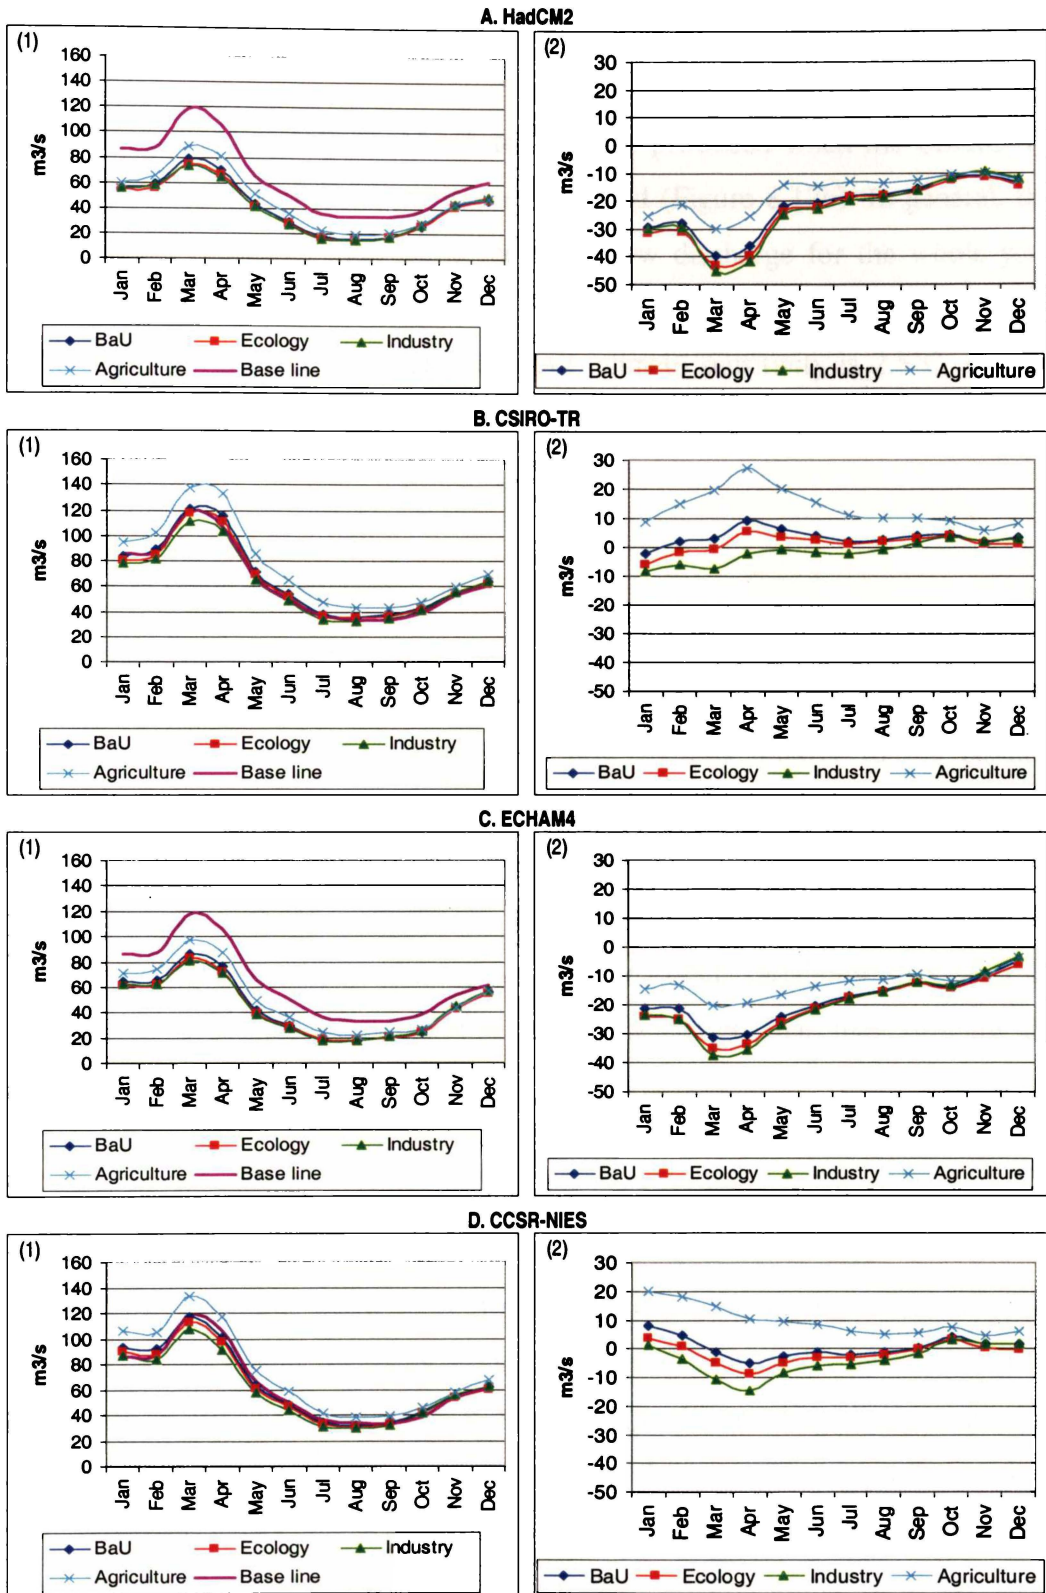 A. HadCM2
(1)
m3/s
160
140
120
100
80
60
40
20
0
Jan Feb Mar Apr May Jun Jul Aug Sep Oct Nov Dec
BaU Ecology Industry
Agriculture Base line
(2)
m3/s
30
20
10
0
-10
-20
-30
-40
-50
Jan Feb Mar Apr May Jun Jul Aug Sep Oct Nov Dec
BaU Ecology Industry Agriculture
B. CSIRO-TR
(1)
m3/s
160
140
120
100
80
60
40
20
0
Jan Feb Mar Apr May Jun Jul Aug Sep Oct Nov Dec
BaU Ecology Industry
Agriculture Base line
(2)
m3/s
30
20
10
0
-10
-20
-30
-40
-50
Jan Feb Mar Apr May Jun Jul Aug Sep Oct Nov Dec
BaU Ecology Industry Agriculture
C. ECHAM4
(1)
m3/s
160
140
120
100
80
60
40
20
0
Jan Feb Mar Apr May Jun Jul Aug Sep Oct Nov Dec
BaU Ecology Industry
Agriculture Base line
(2)
m3/s
30
20
10
0
-10
-20
-30
-40
-50
Jan Feb Mar Apr May Jun Jul Aug Sep Oct Nov Dec
BaU Ecology Industry Agriculture
D. CCSR-NIES
(1)
m3/s
160
140
120
100
80
60
40
20
0
Jan Feb Mar Apr May Jun Jul Aug Sep Oct Nov Dec
BaU Ecology Industry
Agriculture Base line
(2)
m3/s
30
20
10
0
-10
-20
-30
-40
-50
Jan Feb Mar Apr May Jun Jul Aug Sep Oct Nov Dec
BaU Ecology Industry Agriculture